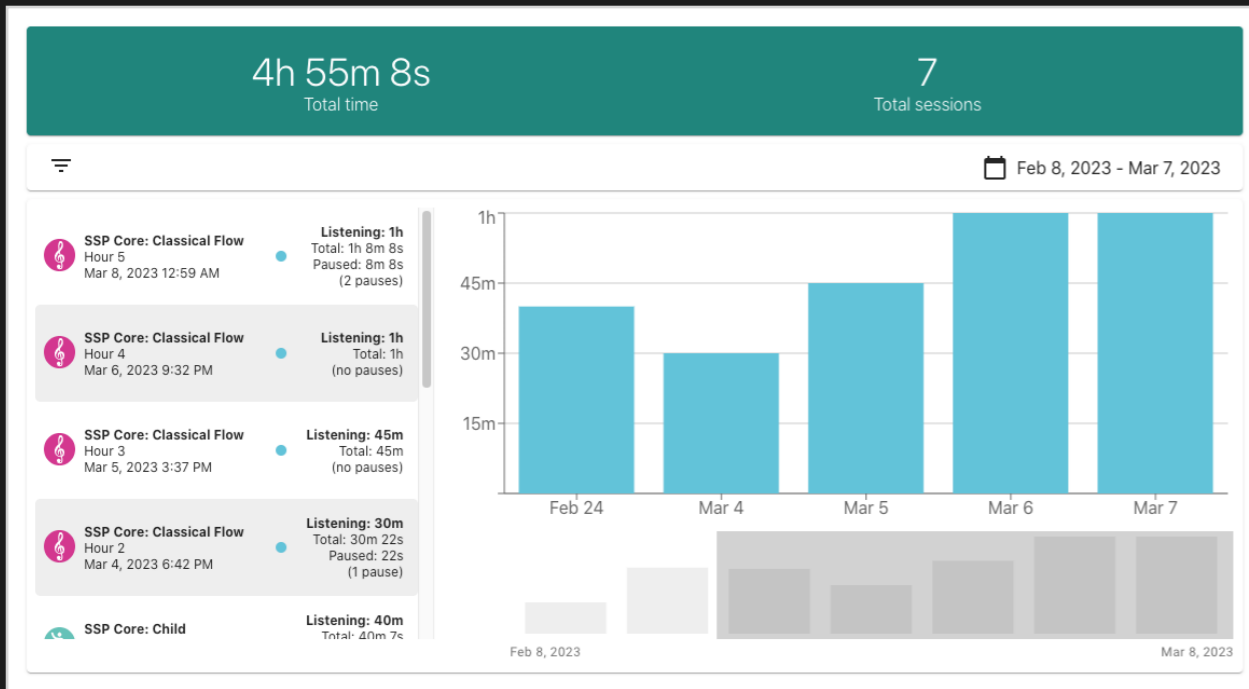 4h 55m 8s
Total time
7
Total sessions
Feb 8, 2023 - Mar 7, 2023
SSP Core: Classical Flow
Hour 5
Mar 8, 2023 12:59 AM
Listening: 1h
Total: 1h 8m 8s
Paused: 8m 8s
(2 pauses)
SSP Core: Classical Flow
Hour 4
Mar 6, 2023 9:32 PM
Listening: 1h
Total: 1h
(no pauses)
SSP Core: Classical Flow
Hour 3
Mar 5, 2023 3:37 PM
Listening: 45m
Total: 45m
(no pauses)
SSP Core: Classical Flow
Hour 2
Mar 4, 2023 6:42 PM
Listening: 30m
Total: 30m 22s
Paused: 22s
(1 pause)
SSP Core: Child
Listening: 40m
Total: 40m 7s
1h
45m
30m
15m
Feb 24
Mar 4
Mar 5
Mar 6
Mar 7
Feb 8, 2023
Mar 8, 2023